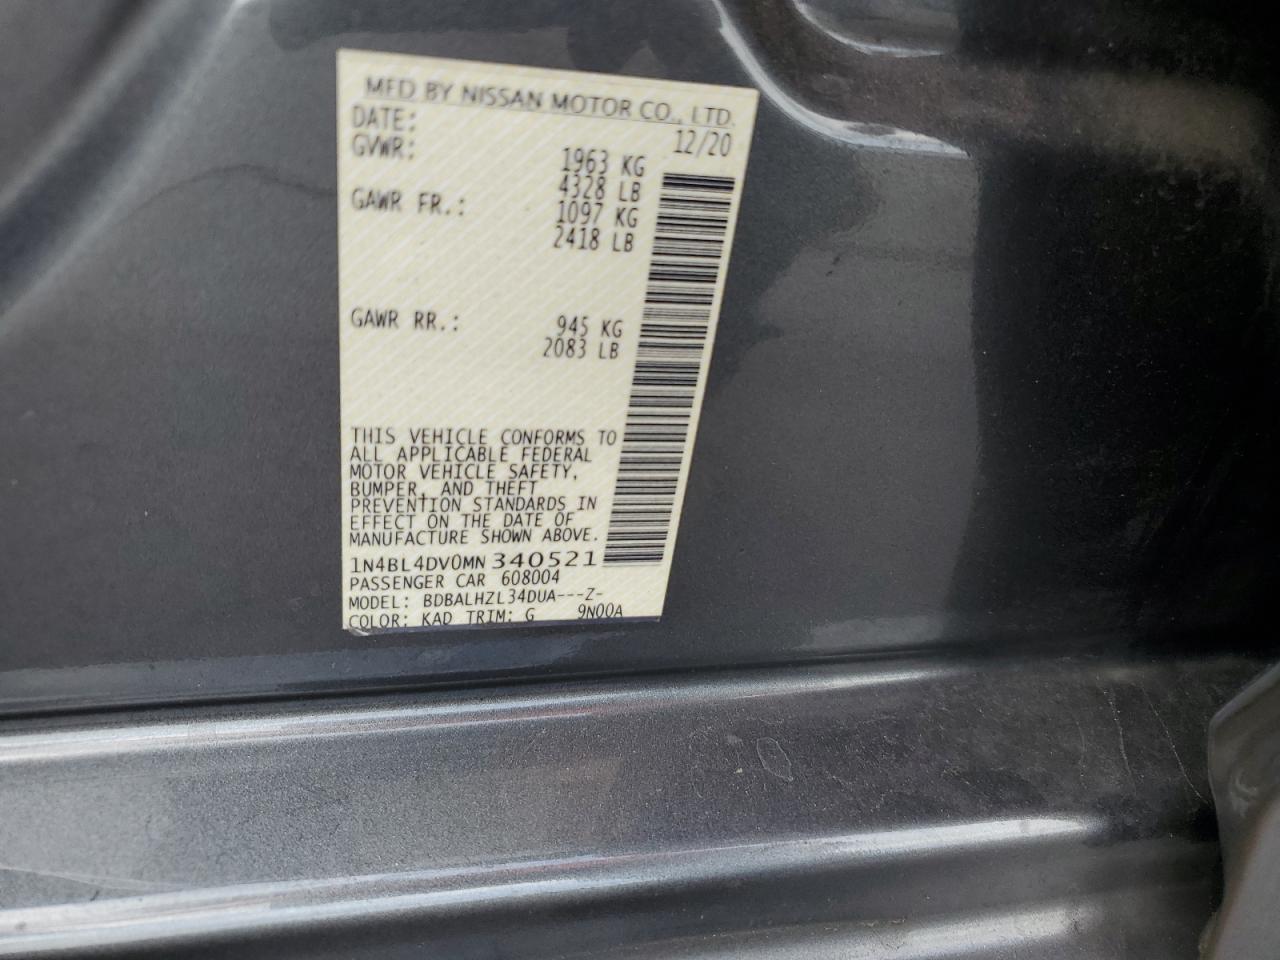 MFD BY NISSAN MOTOR CO., LTD.
DATE: 12/20
GVWR: 1963 KG
4328 LB
GAWR FR.: 1097 KG
2418 LB
GAWR RR.: 945 KG
2083 LB
THIS VEHICLE CONFORMS TO
ALL APPLICABLE FEDERAL
MOTOR VEHICLE SAFETY,
BUMPER, AND THEFT
PREVENTION STANDARDS IN
EFFECT ON THE DATE OF
MANUFACTURE SHOWN ABOVE.
1N4BL4DV0MN340521
PASSENGER CAR 608004
MODEL: BDBALHZL34DUA---Z-
COLOR: KAD TRIM: G 9N00A